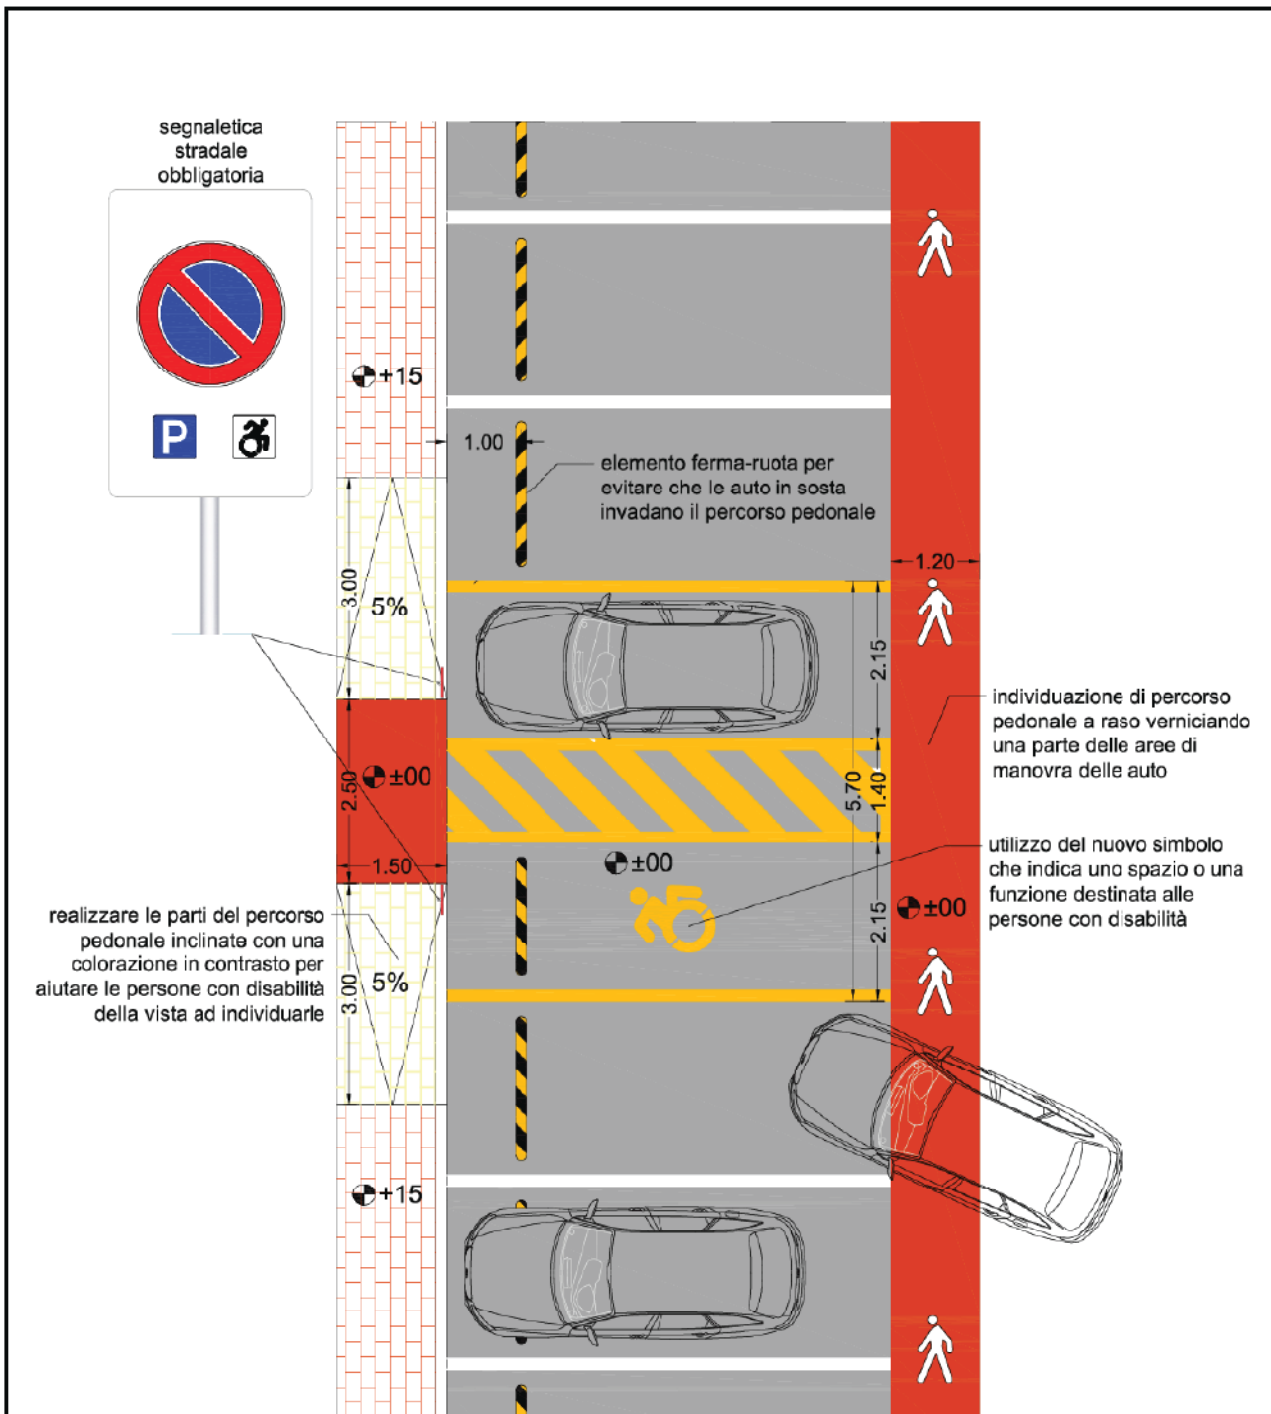 segnaletica
stradale
obbligatoria
P
+15
1.00
elemento ferma-ruota per
evitare che le auto in sosta
invadano il percorso pedonale
1.20
3.00
5%
2.15
individuazione di percorso
pedonale a raso verniciando
una parte delle aree di
manovra delle auto
2.50
±00
5.70
1.40
1.50
±00
utilizzo del nuovo simbolo
che indica uno spazio o una
funzione destinata alle
persone con disabilità
2.15
±00
realizzare le parti del percorso
pedonale inclinate con una
colorazione in contrasto per
aiutare le persone con disabilità
della vista ad individuarle
3.00
5%
+15